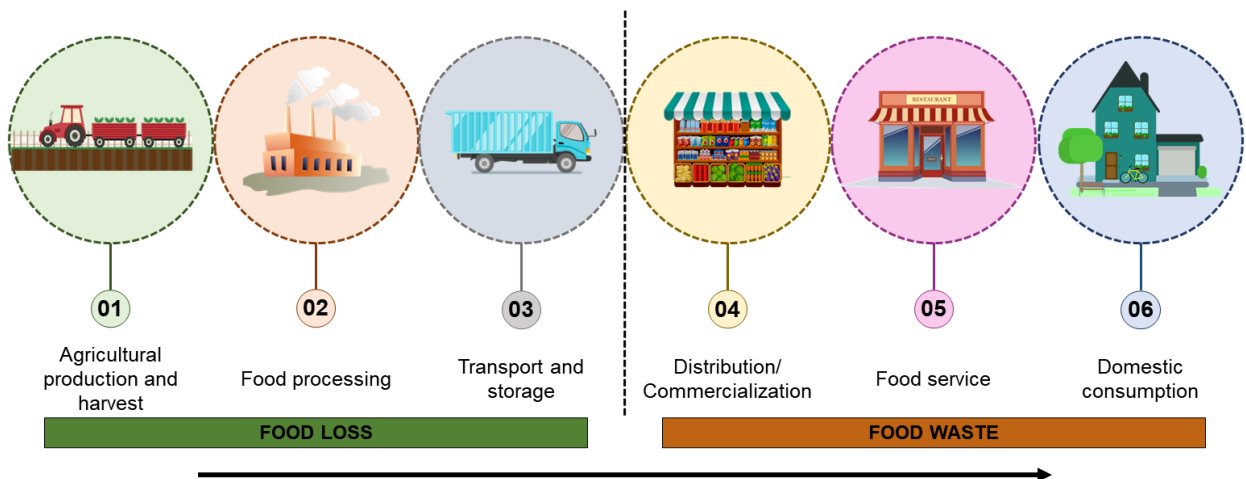 RESTAURANT
01
02
03
04
05
06
Agricultural
production and
harvest
Food processing
Transport and
storage
Distribution/
Commercialization
Food service
Domestic
consumption
FOOD LOSS
FOOD WASTE